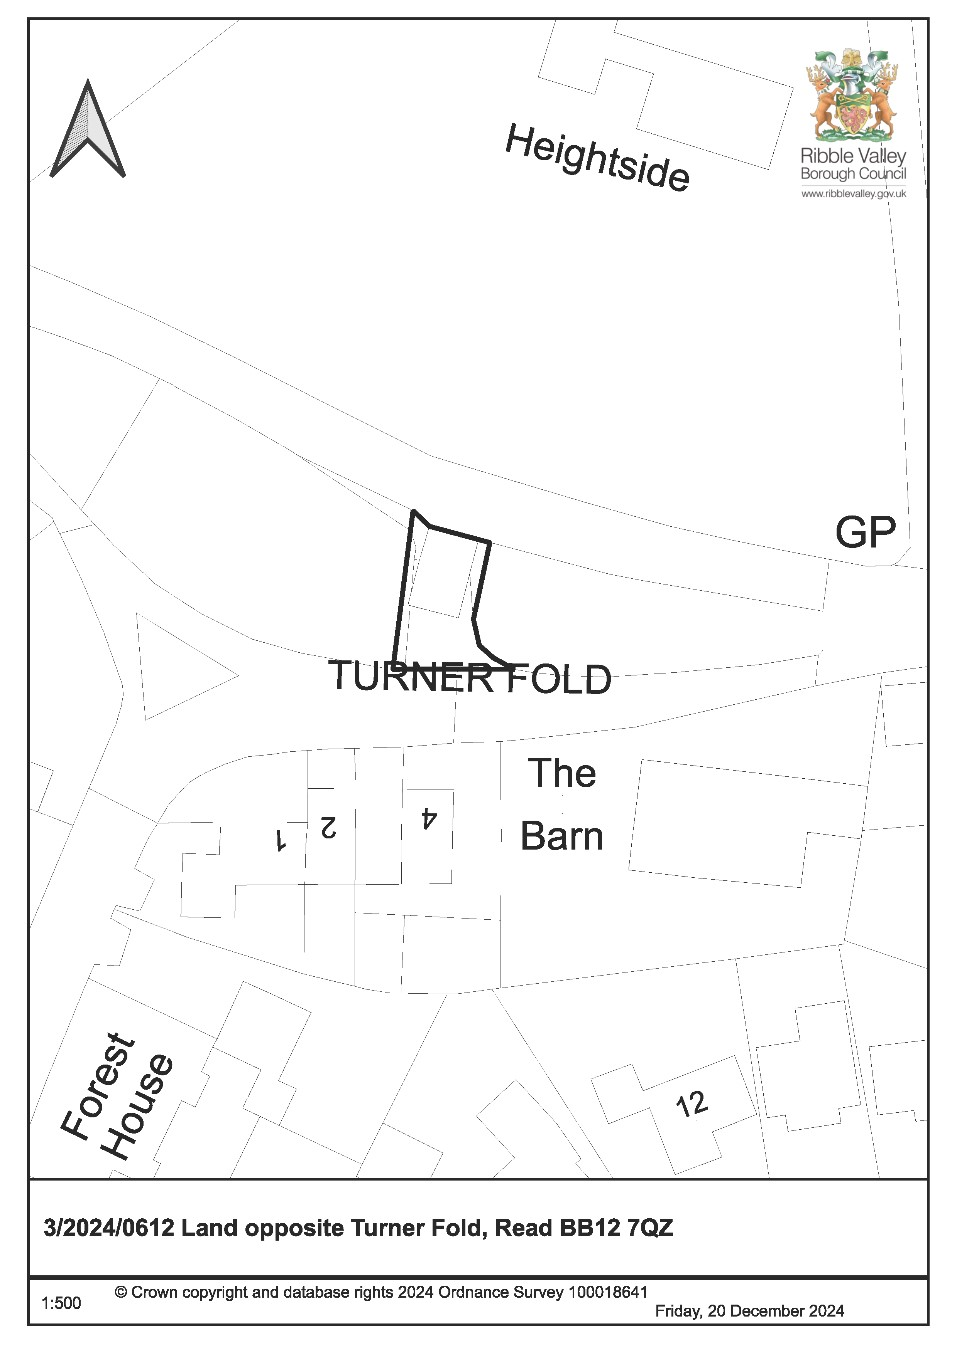 Heightside
Ribble Valley
Borough Council
www.ribblevalley.gov.uk
GP
TURNER FOLD
The
Barn
1
2
4
Forest
House
12
3/2024/0612 Land opposite Turner Fold, Read BB12 7QZ
© Crown copyright and database rights 2024 Ordnance Survey 100018641
1:500
Friday, 20 December 2024